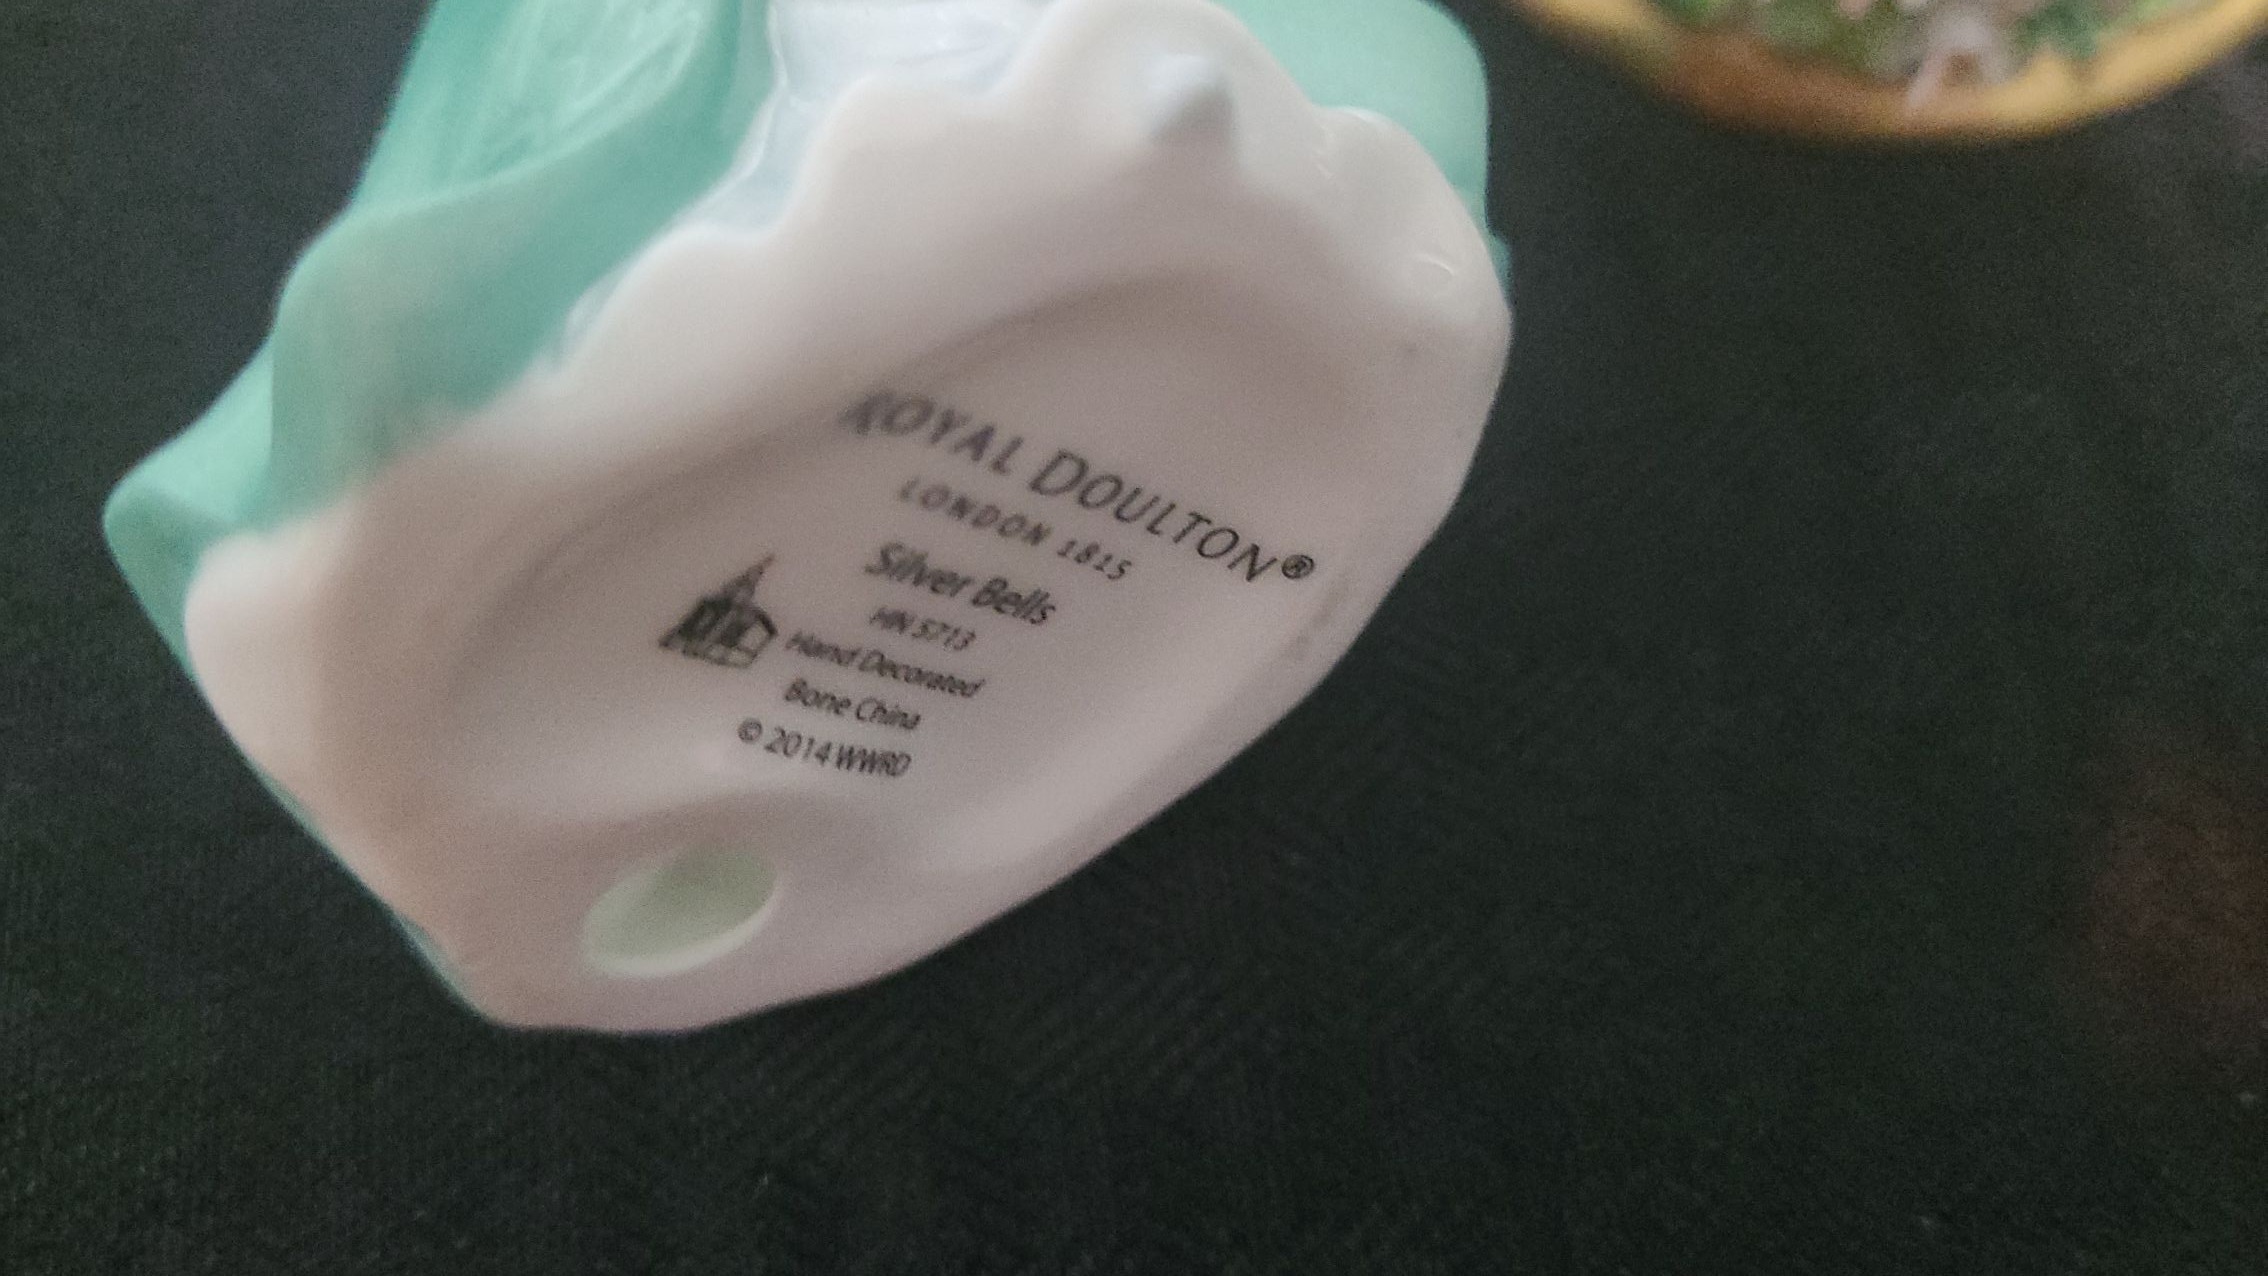 ROYAL DOULTON®
LONDON 1815
Silver Bells
HN 5713
Hand Decorated
Bone China
© 2014 WWRD